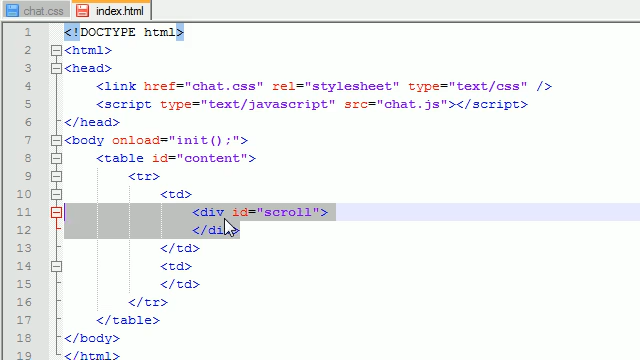 chat.css index.html
1 <!DOCTYPE html>
2 <html>
3 <head>
4 <link href="chat.css" rel="stylesheet" type="text/css" />
5 <script type="text/javascript" src="chat.js"></script>
6 </head>
7 <body onload="init();">
8 <table id="content">
9 <tr>
10 <td>
11 <div id="scroll">
12 </div>
13 </td>
14 <td>
15 </td>
16 </tr>
17 </table>
18 </body>
19 </html>